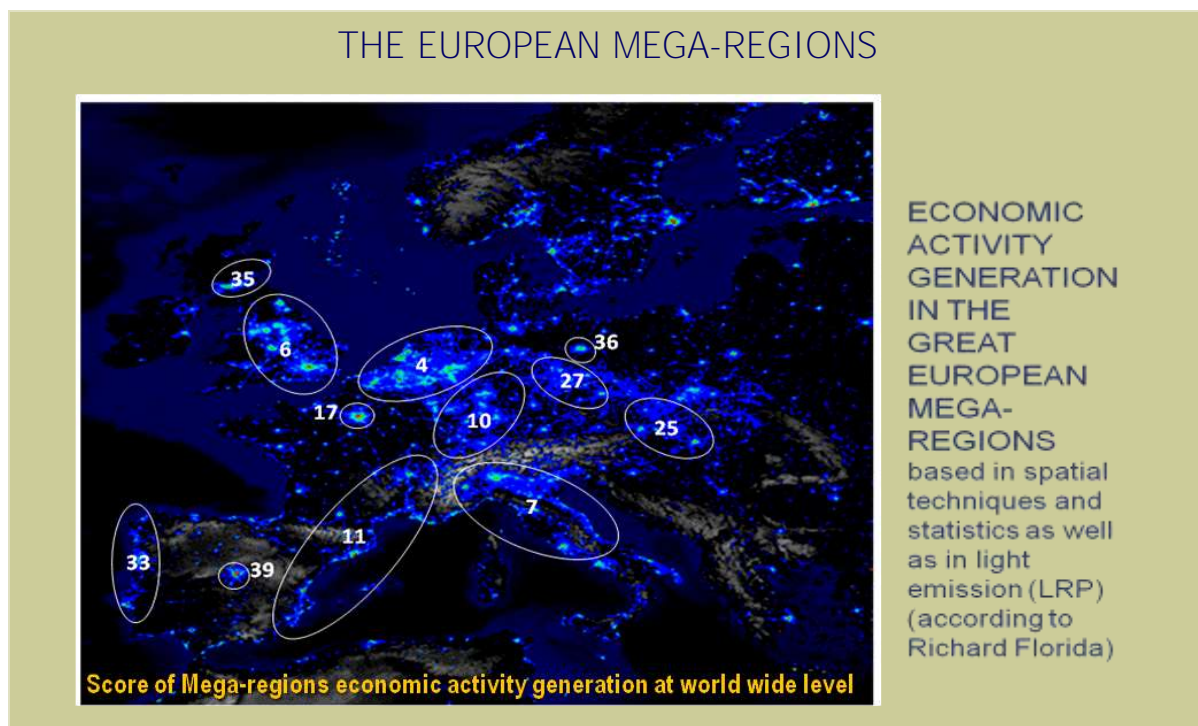 THE EUROPEAN MEGA-REGIONS
35
6
4
36
27
17
10
25
7
11
33
39
Score of Mega-regions economic activity generation at world wide level
ECONOMIC
ACTIVITY
GENERATION
IN THE
GREAT
EUROPEAN
MEGA-
REGIONS
based in spatial
techniques and
statistics as well
as in light
emission (LRP)
(according to
Richard Florida)